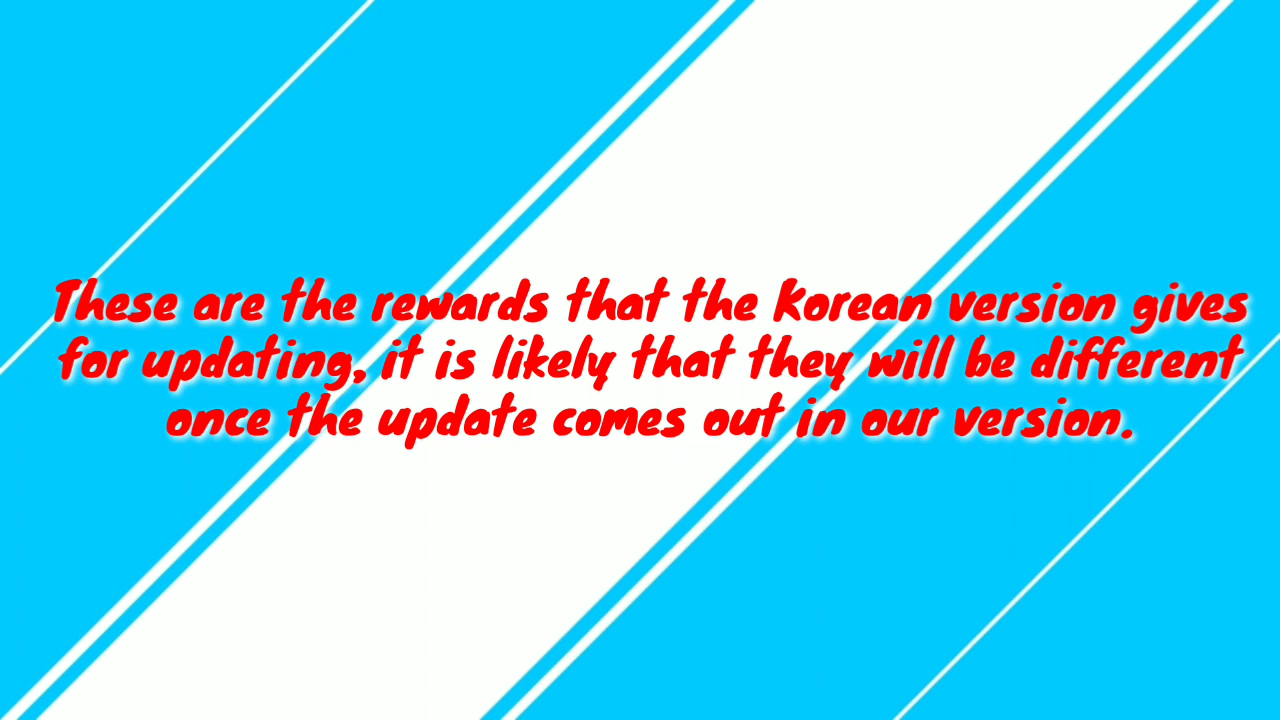 These are the rewards that the Korean version gives
for updating, it is likely that they will be different
once the update comes out in our version.